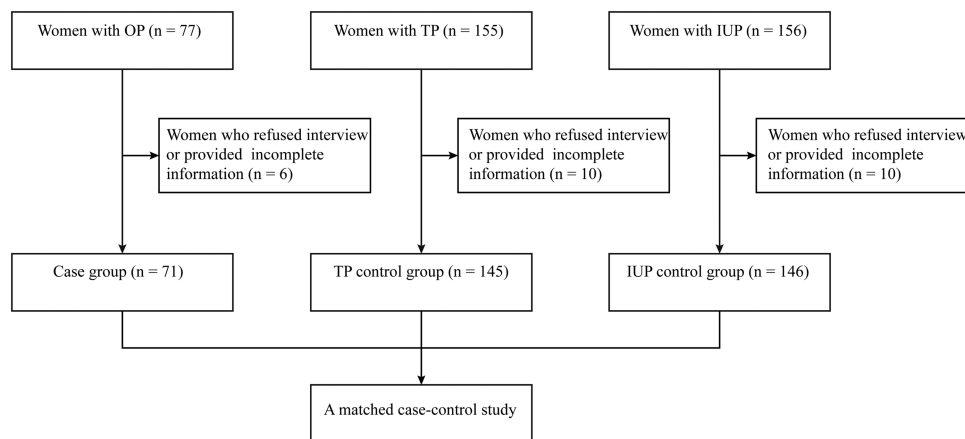 Women with OP (n = 77)
Women with TP (n = 155)
Women with IUP (n = 156)
Women who refused interview
or provided incomplete
information (n = 6)
Women who refused interview
or provided incomplete
information (n = 10)
Women who refused interview
or provided incomplete
information (n = 10)
Case group (n = 71)
TP control group (n = 145)
IUP control group (n = 146)
A matched case-control study